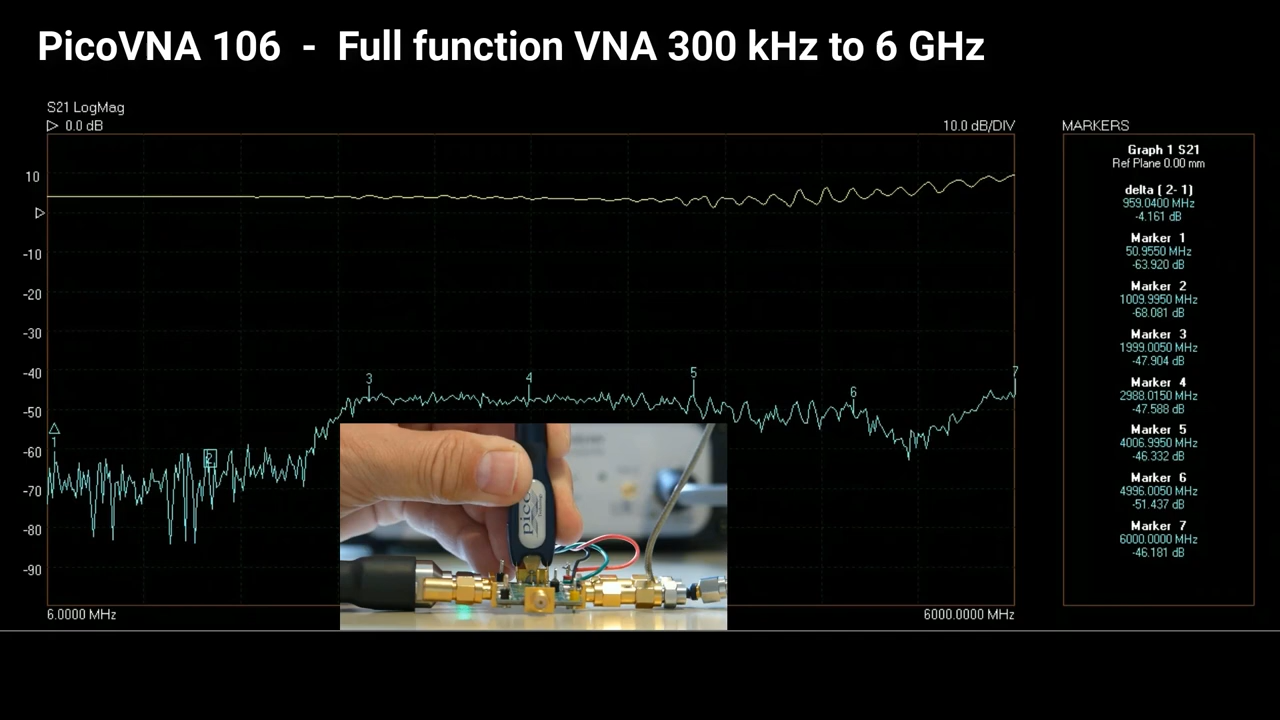 PicoVNA 106 - Full function VNA 300 kHz to 6 GHz
S21 LogMag
0.0 dB
10.0 dB/DIV
10
-10
-20
-30
-40
-50
-60
-70
-80
-90
1
2
3
4
5
6
7
6.0000 MHz
6000.0000 MHz
MARKERS
Graph 1 S21
Ref Plane 0.00 mm
delta ( 2- 1)
959.0400 MHz
-4.161 dB
Marker 1
50.9550 MHz
-63.920 dB
Marker 2
1009.9950 MHz
-68.081 dB
Marker 3
1999.0050 MHz
-47.904 dB
Marker 4
2988.0150 MHz
-47.588 dB
Marker 5
4006.9950 MHz
-46.332 dB
Marker 6
4996.0050 MHz
-51.437 dB
Marker 7
6000.0000 MHz
-46.181 dB
pico